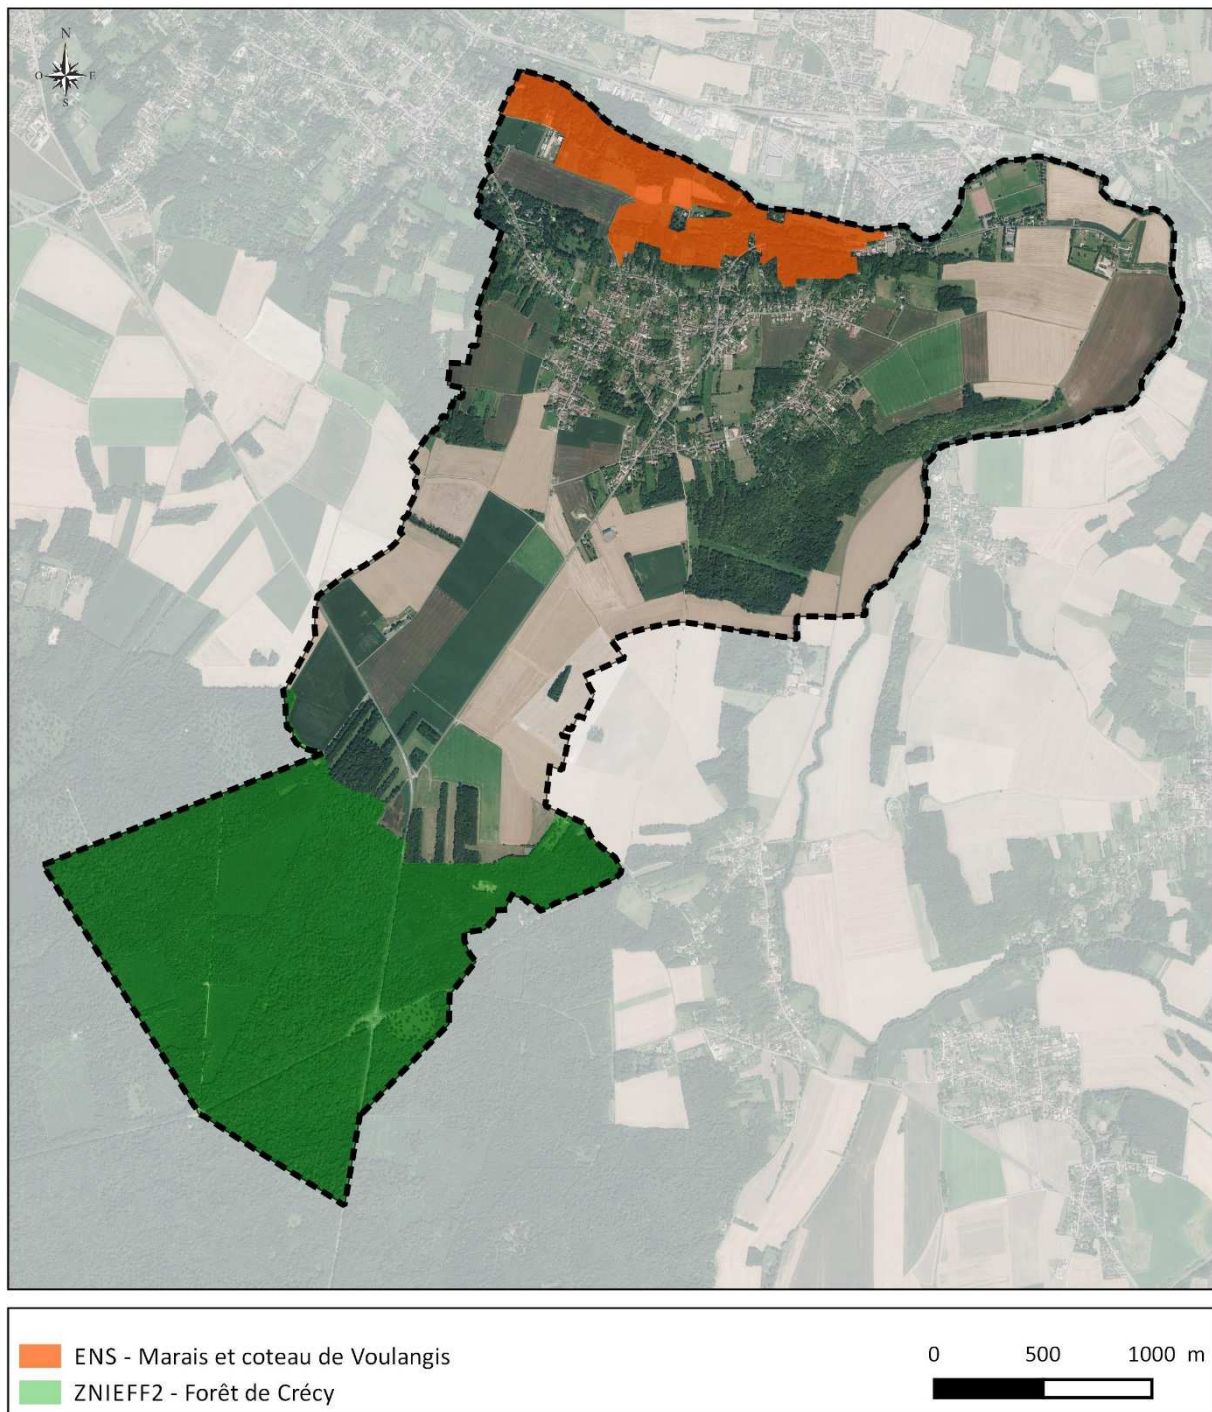 N
O E
S
ENS - Marais et coteau de Voulangis
ZNIEFF2 - Forêt de Crécy
0 500 1000 m